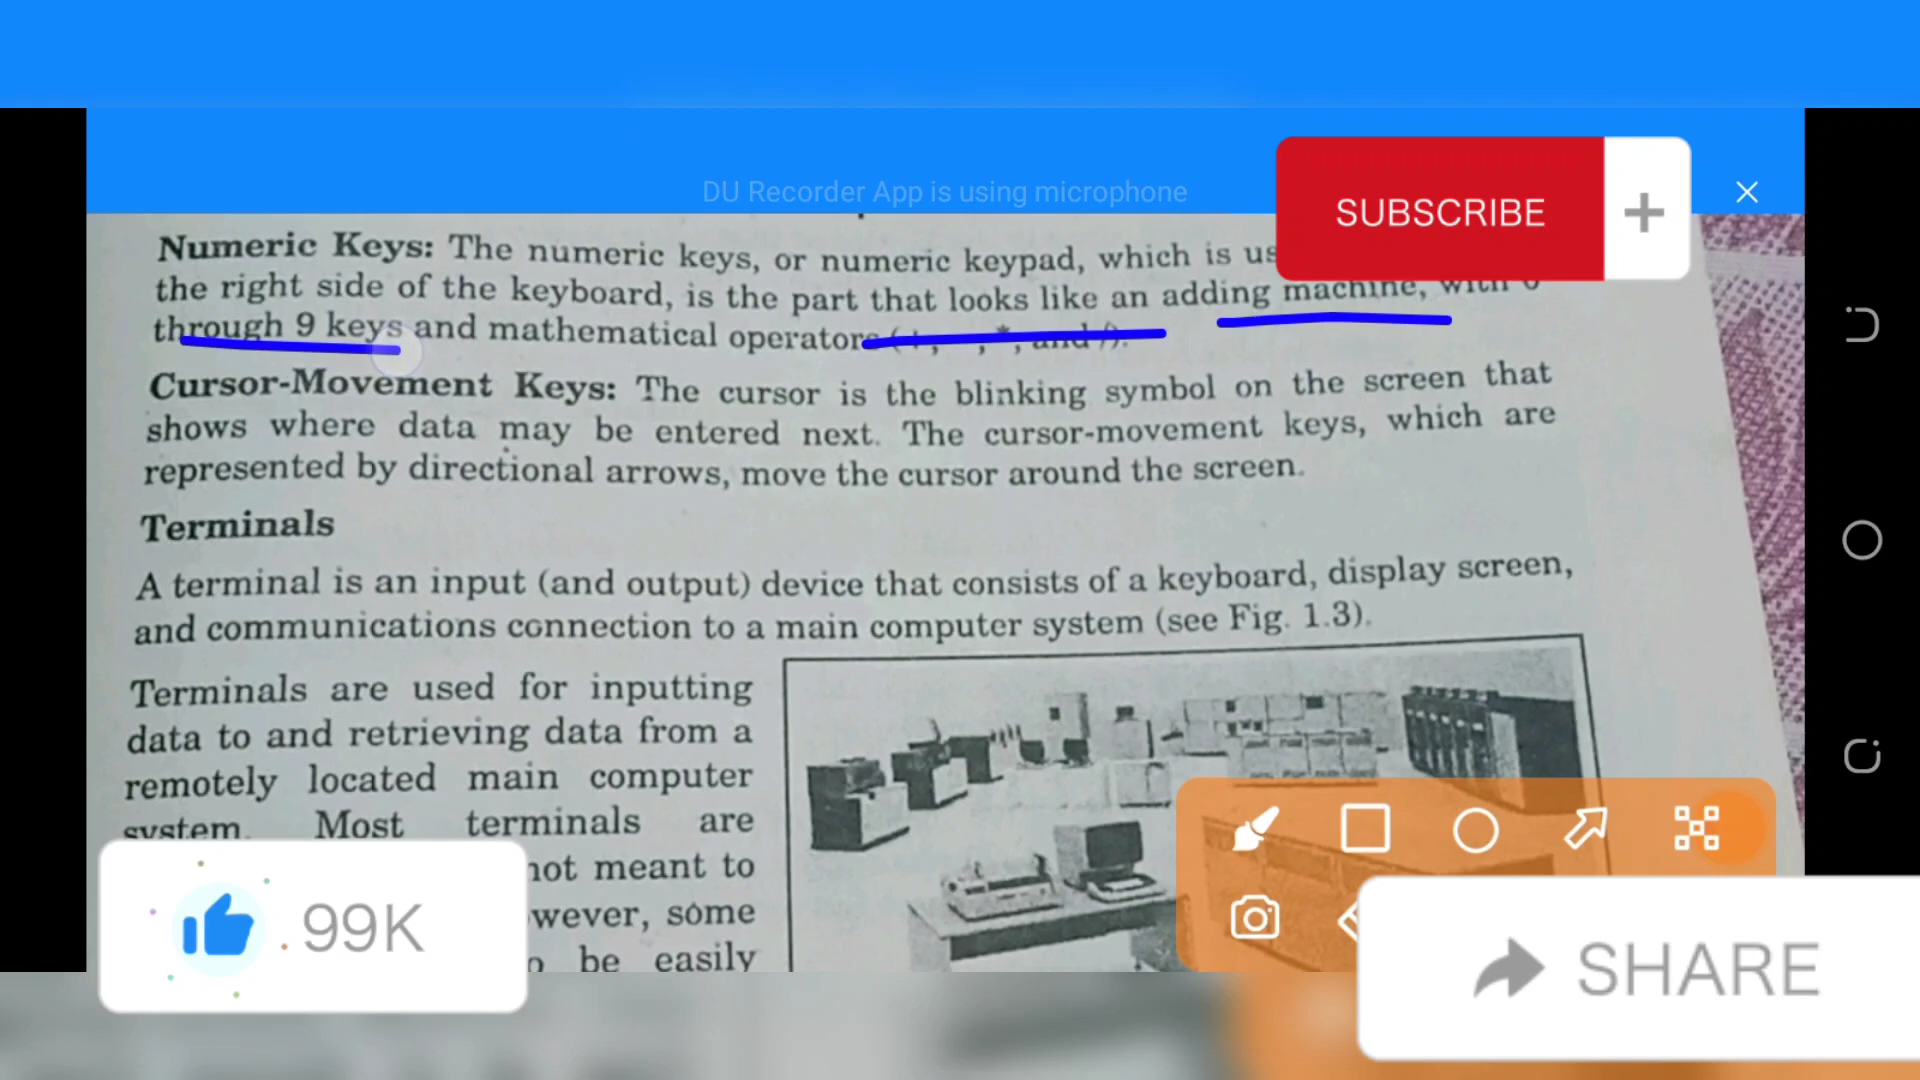 DU Recorder App is using microphone
SUBSCRIBE
Numeric Keys: The numeric keys, or numeric keypad, which is
the right side of the keyboard, is the part that looks like an adding machine, with 0
through 9 keys and mathematical operators (+, -, *, and /).
Cursor-Movement Keys: The cursor is the blinking symbol on the screen that
shows where data may be entered next. The cursor-movement keys, which are
represented by directional arrows, move the cursor around the screen.
Terminals
A terminal is an input (and output) device that consists of a keyboard, display screen,
and communications connection to a main computer system (see Fig. 1.3).
Terminals are used for inputting
data to and retrieving data from a
remotely located main computer
system. Most terminals are
not meant to
some
be easily
99K
SHARE